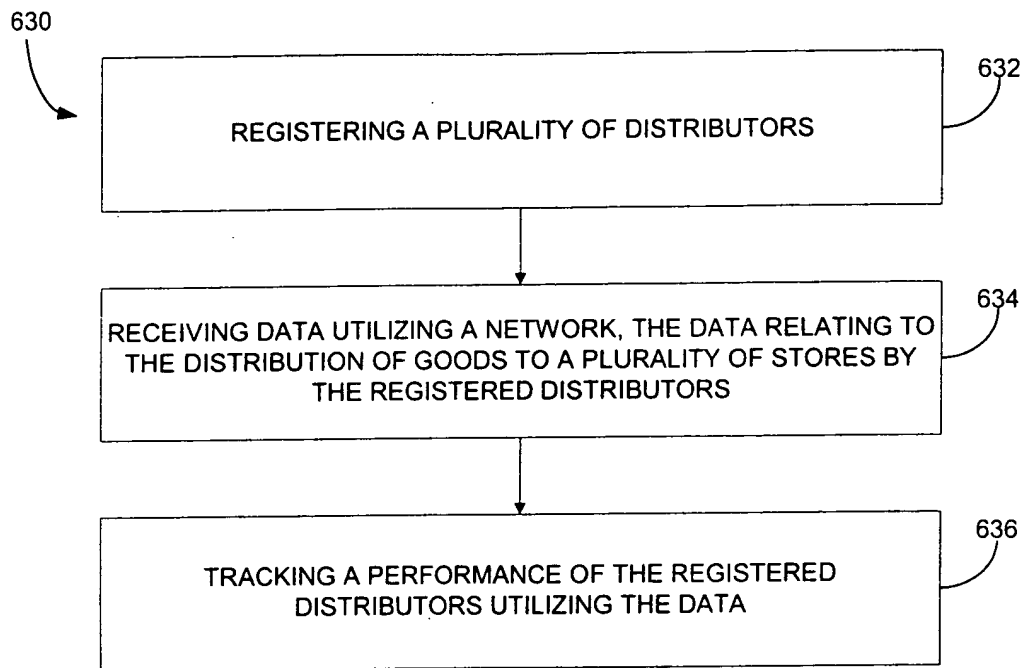 630
632
REGISTERING A PLURALITY OF DISTRIBUTORS
634
RECEIVING DATA UTILIZING A NETWORK, THE DATA RELATING TO
THE DISTRIBUTION OF GOODS TO A PLURALITY OF STORES BY
THE REGISTERED DISTRIBUTORS
636
TRACKING A PERFORMANCE OF THE REGISTERED
DISTRIBUTORS UTILIZING THE DATA